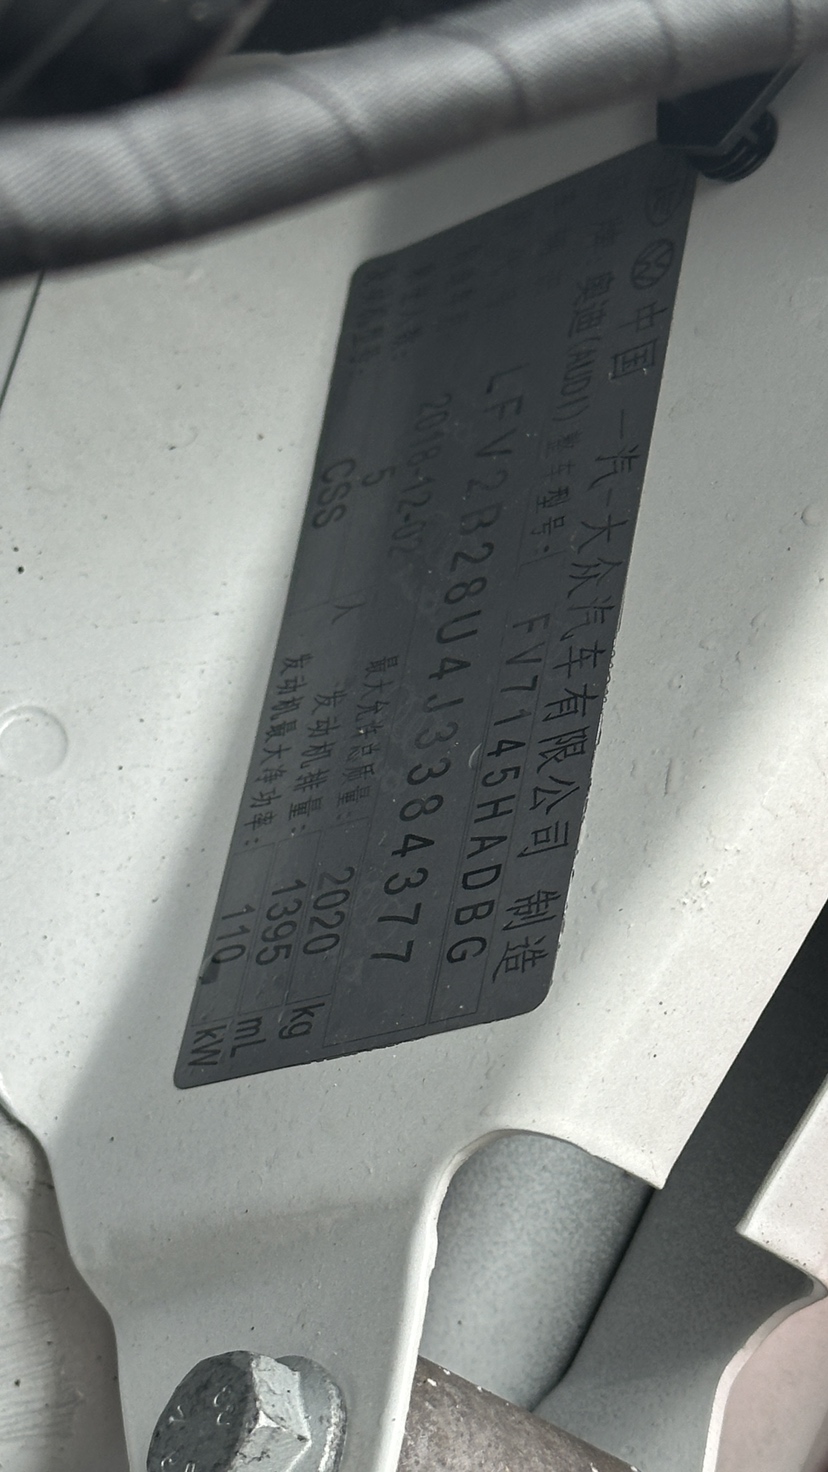 中国 一汽-大众汽车有限公司 制造
奥迪(AUDI) 整车型号: FV7145HADBG
LFV2B28U4J3384377
2018-12-02 最大允许总质量: 2020 kg
5 人 发动机排量: 1395 mL
CSS 发动机最大净功率: 110 kW